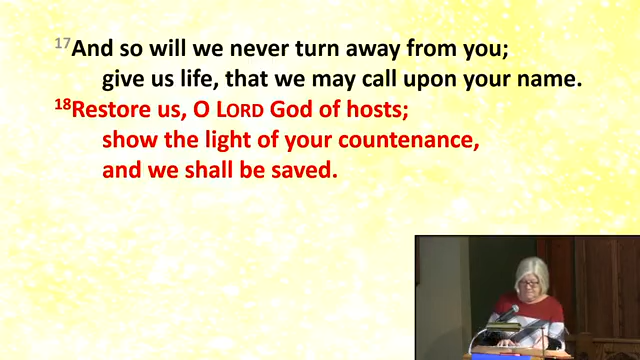 17And so will we never turn away from you;
give us life, that we may call upon your name.
18Restore us, O LORD God of hosts;
show the light of your countenance,
and we shall be saved.